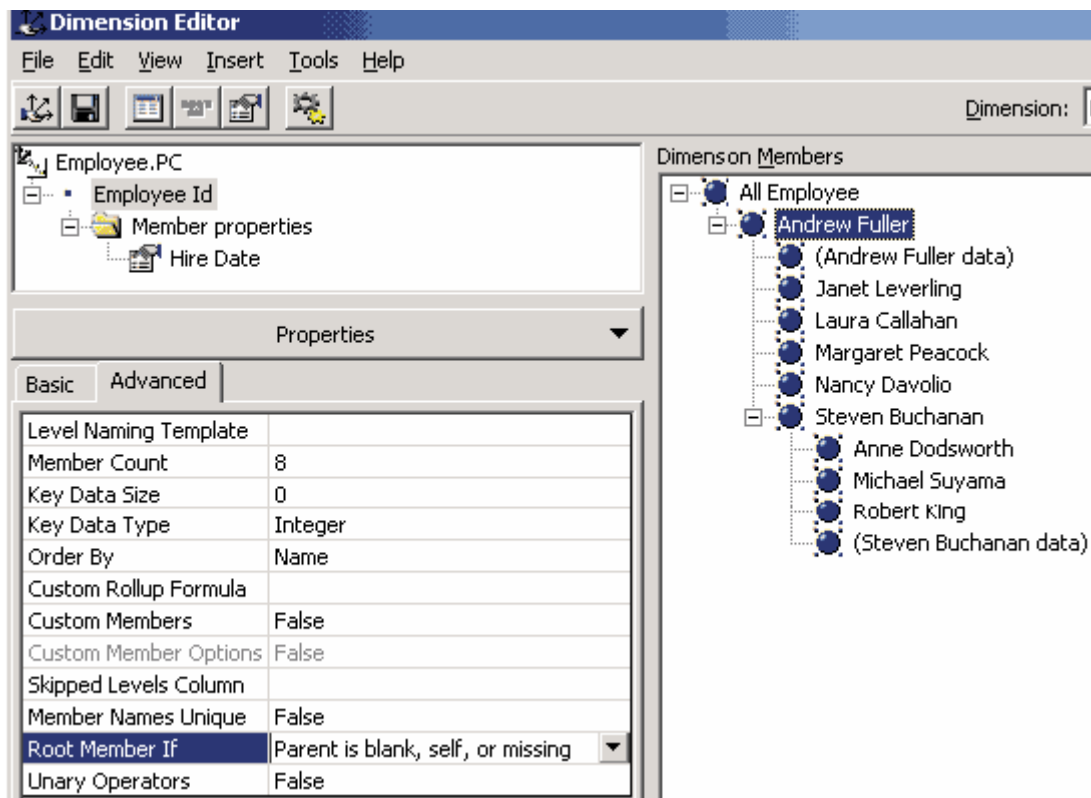 Dimension Editor
File Edit View Insert Tools Help
Dimension:
Employee.PC
Employee Id
Member properties
Hire Date
Properties
Basic Advanced
Level Naming Template
Member Count 8
Key Data Size 0
Key Data Type Integer
Order By Name
Custom Rollup Formula
Custom Members False
Custom Member Options False
Skipped Levels Column
Member Names Unique False
Root Member If Parent is blank, self, or missing
Unary Operators False
Dimenson Members
All Employee
Andrew Fuller
(Andrew Fuller data)
Janet Leverling
Laura Callahan
Margaret Peacock
Nancy Davolio
Steven Buchanan
Anne Dodsworth
Michael Suyama
Robert King
(Steven Buchanan data)